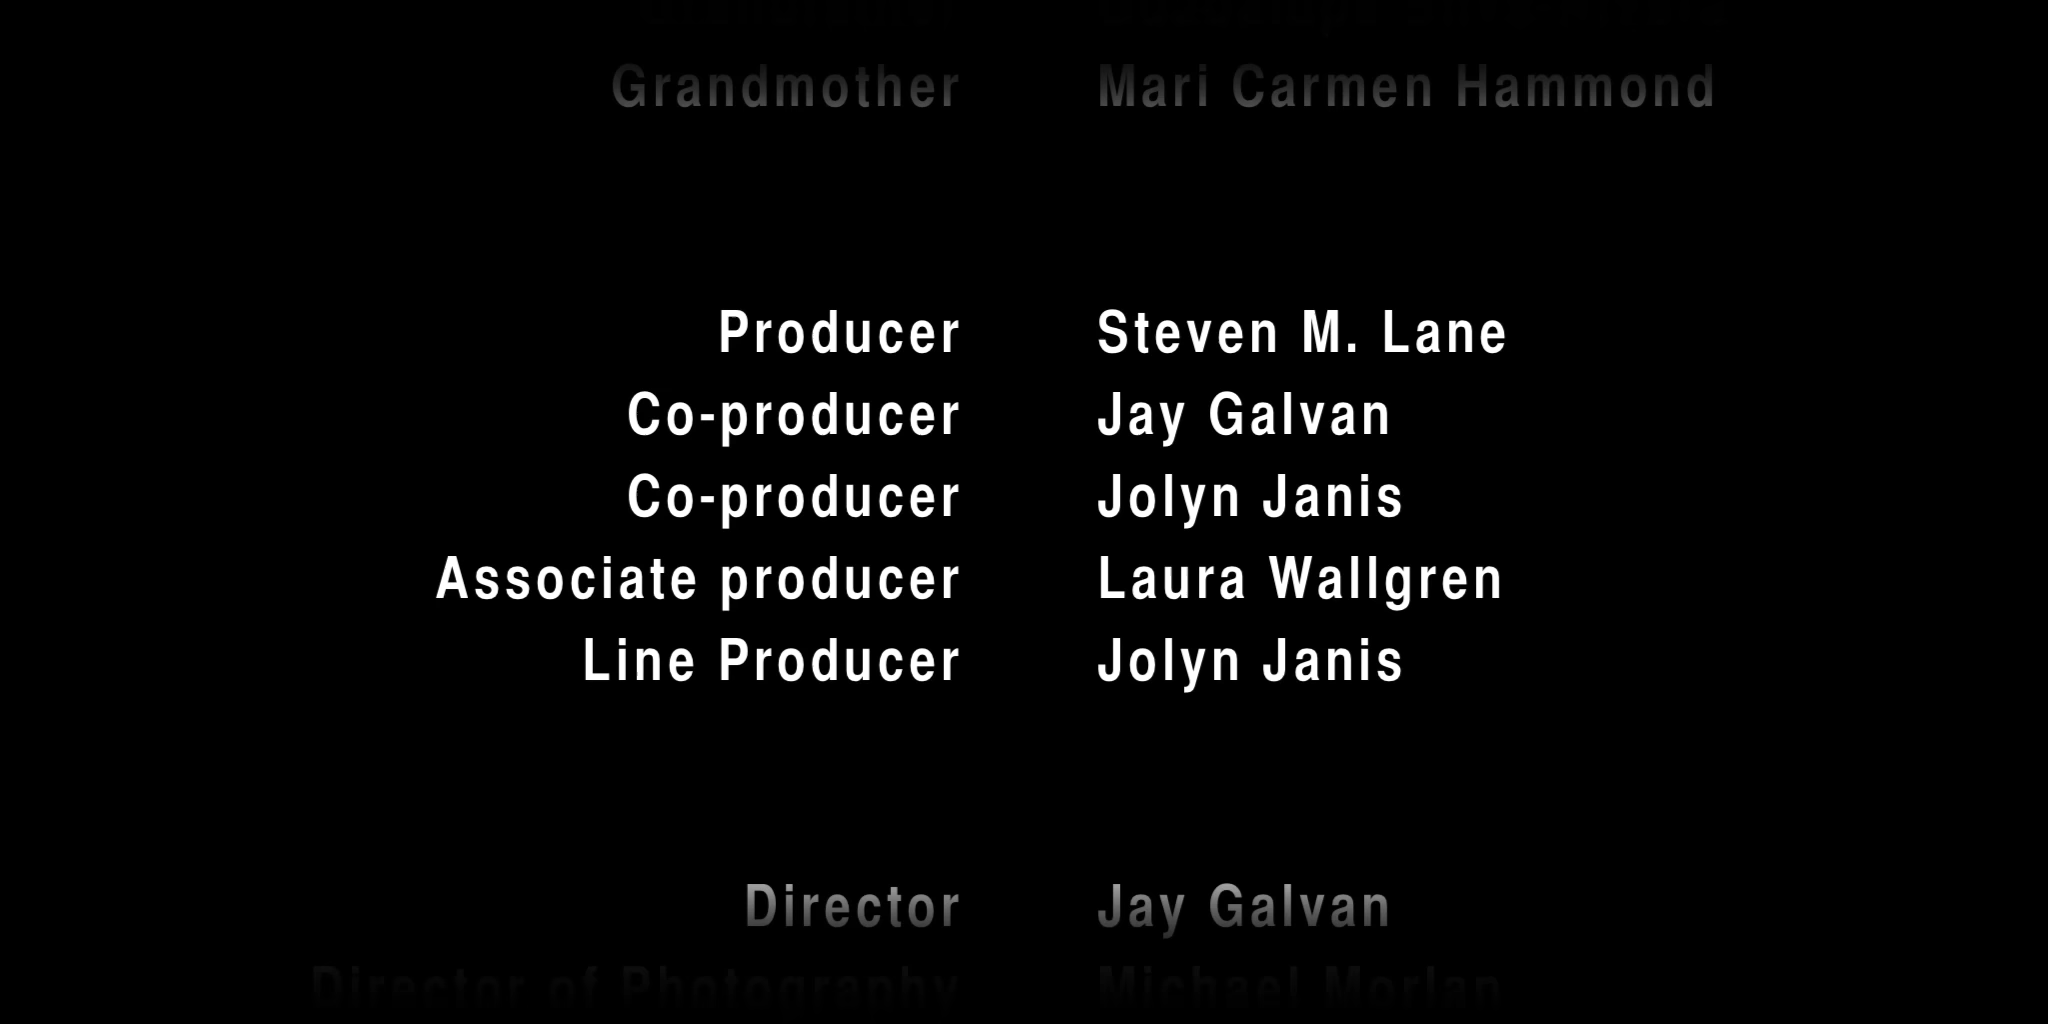 Grandmother Mari Carmen Hammond
Producer Steven M. Lane
Co-producer Jay Galvan
Co-producer Jolyn Janis
Associate producer Laura Wallgren
Line Producer Jolyn Janis
Director Jay Galvan
Director of Photography Michael Morlan